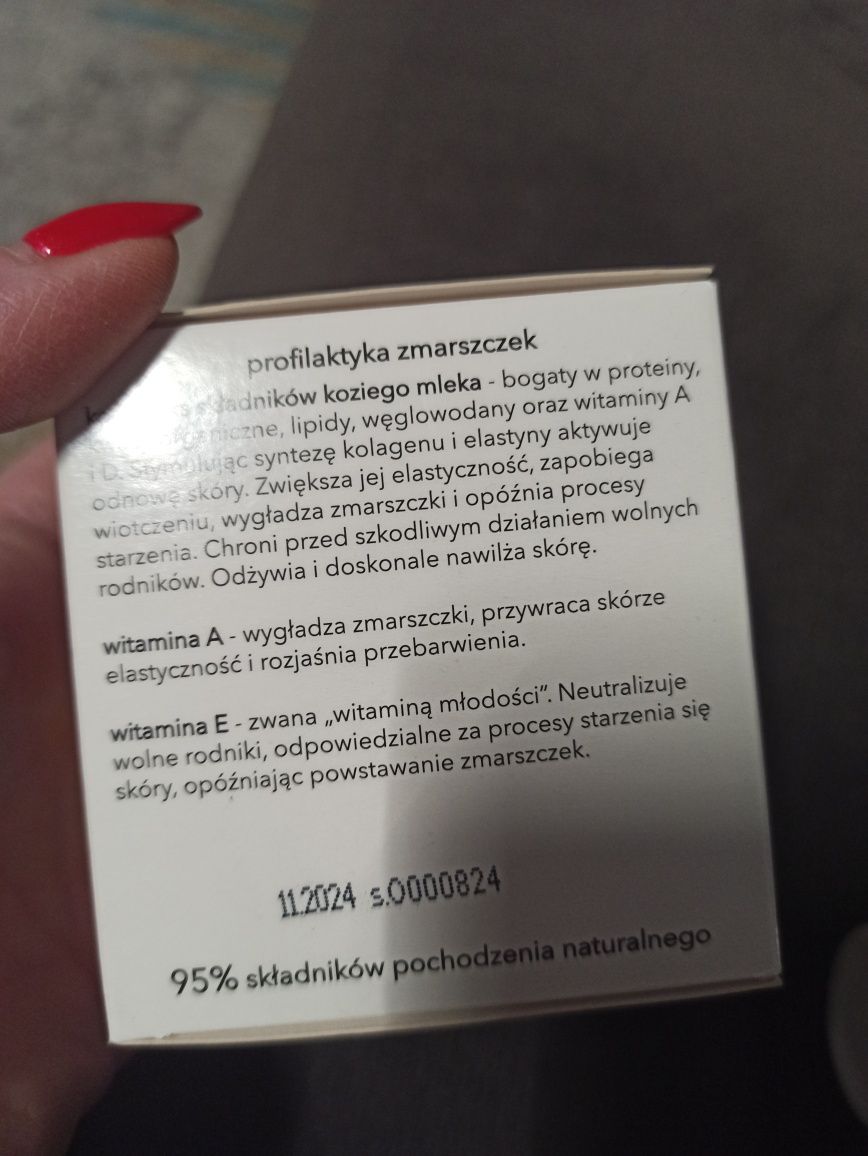 profilaktyka zmarszczek
składników koziego mleka - bogaty w proteiny,
organiczne, lipidy, węglowodany oraz witaminy A
i D. Stymulując syntezę kolagenu i elastyny aktywuje
odnowę skóry. Zwiększa jej elastyczność, zapobiega
wiotczeniu, wygładza zmarszczki i opóźnia procesy
starzenia. Chroni przed szkodliwym działaniem wolnych
rodników. Odżywia i doskonale nawilża skórę.
witamina A - wygładza zmarszczki, przywraca skórze
elastyczność i rozjaśnia przebarwienia.
witamina E - zwana „witaminą młodości”. Neutralizuje
wolne rodniki, odpowiedzialne za procesy starzenia się
skóry, opóźniając powstawanie zmarszczek.
11.2024 s.0000824
95% składników pochodzenia naturalnego